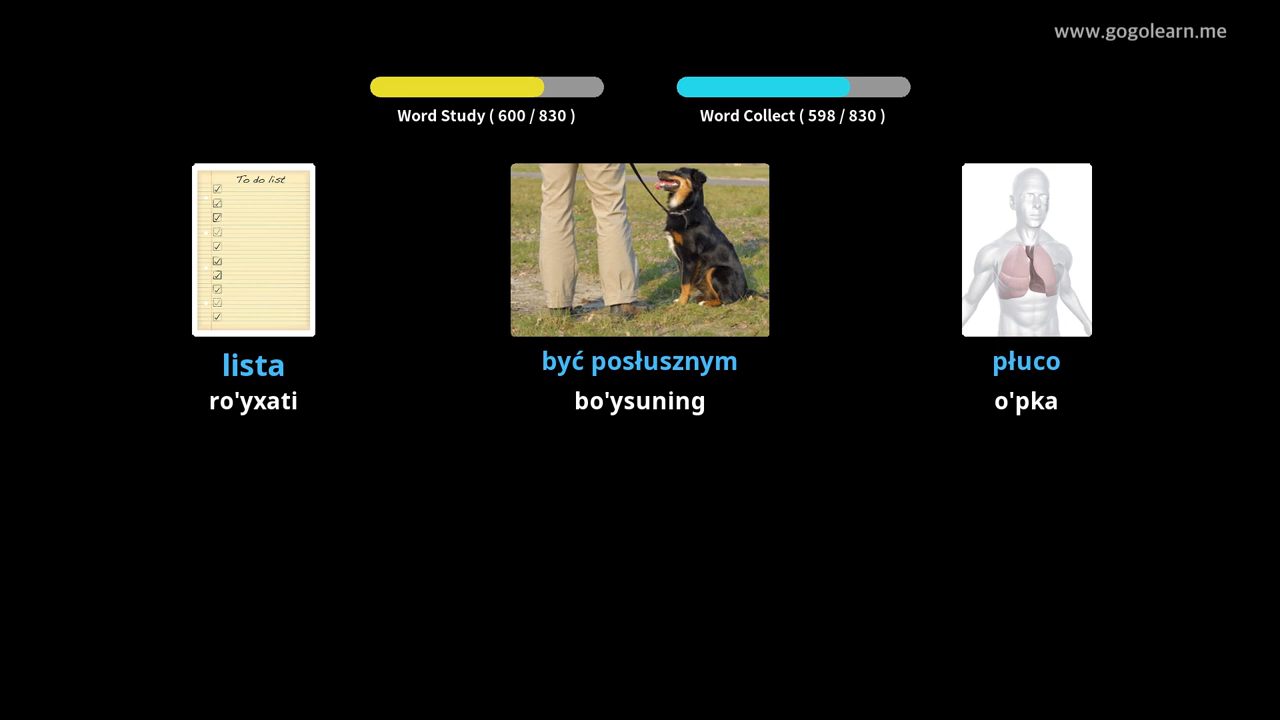 www.gogolearn.me
Word Study ( 600 / 830 )
Word Collect ( 598 / 830 )
To do list
lista
być posłusznym
płuco
ro'yxati
bo'ysuning
o'pka